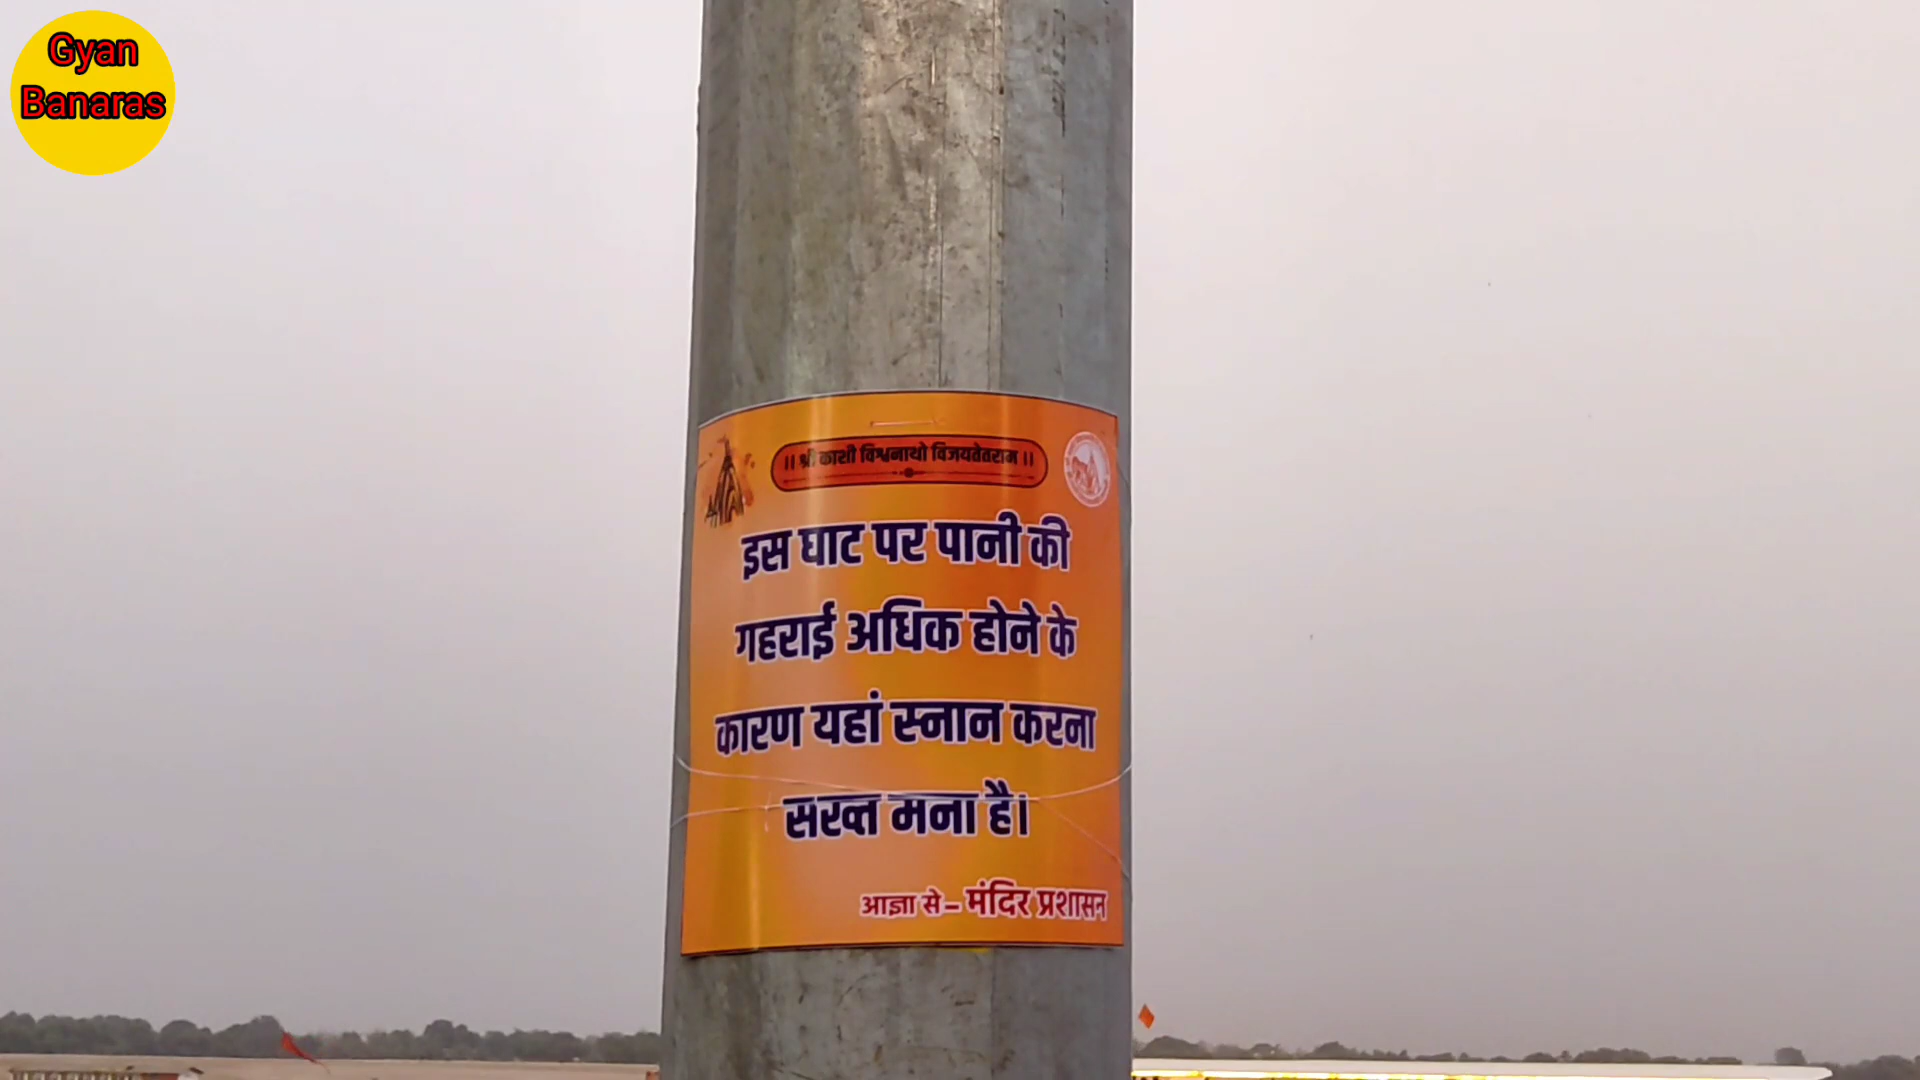 Gyan
Banaras
।। श्री काशी विश्वनाथो विजयतेतराम ।।
इस घाट पर पानी की
गहराई अधिक होने के
कारण यहां स्नान करना
सख्त मना है।
आज्ञा से – मंदिर प्रशासन